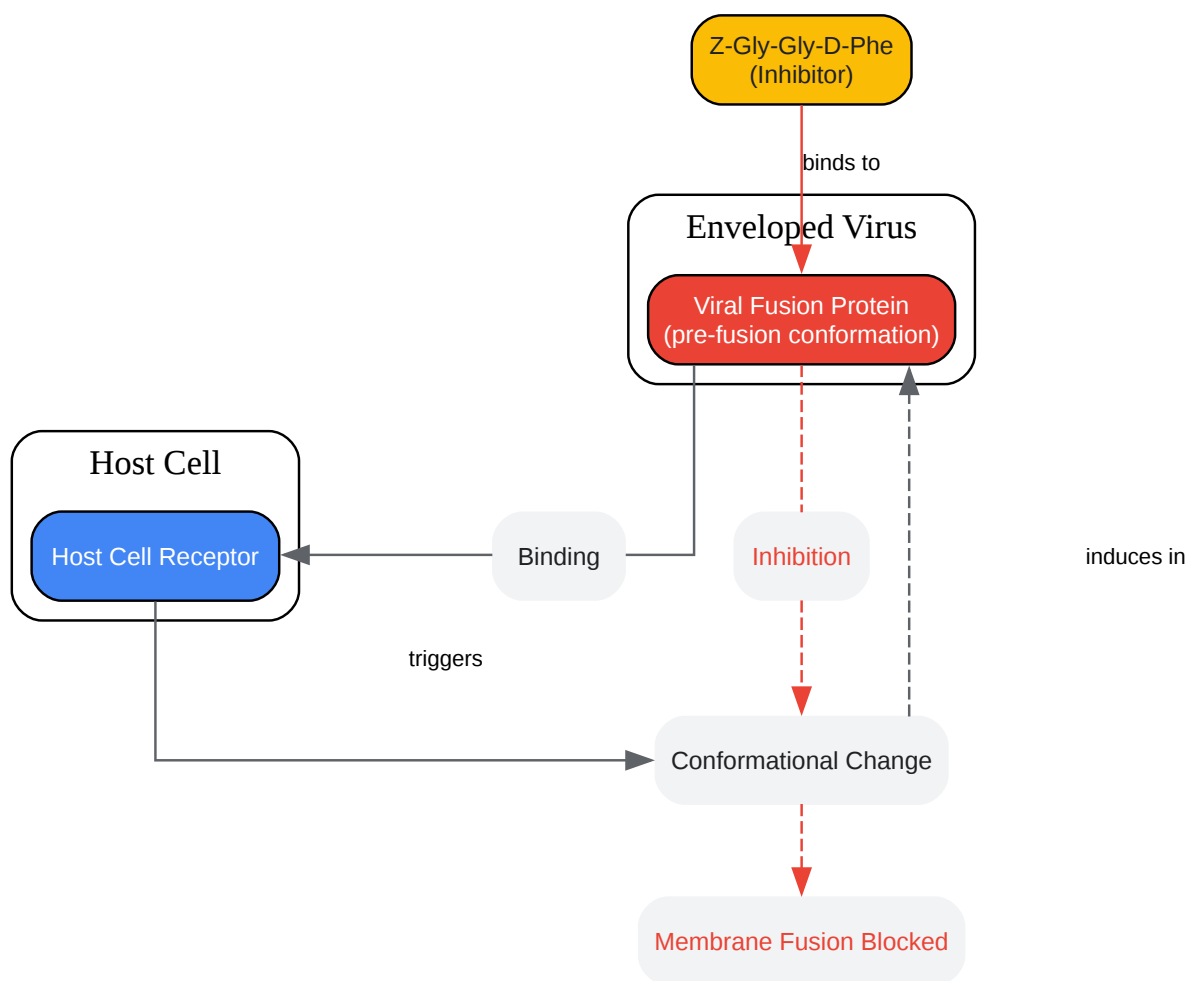 Z-Gly-Gly-D-Phe
(Inhibitor)
binds to
Enveloped Virus
Viral Fusion Protein
(pre-fusion conformation)
Host Cell
Host Cell Receptor
Binding
Inhibition
induces in
triggers
Conformational Change
Membrane Fusion Blocked